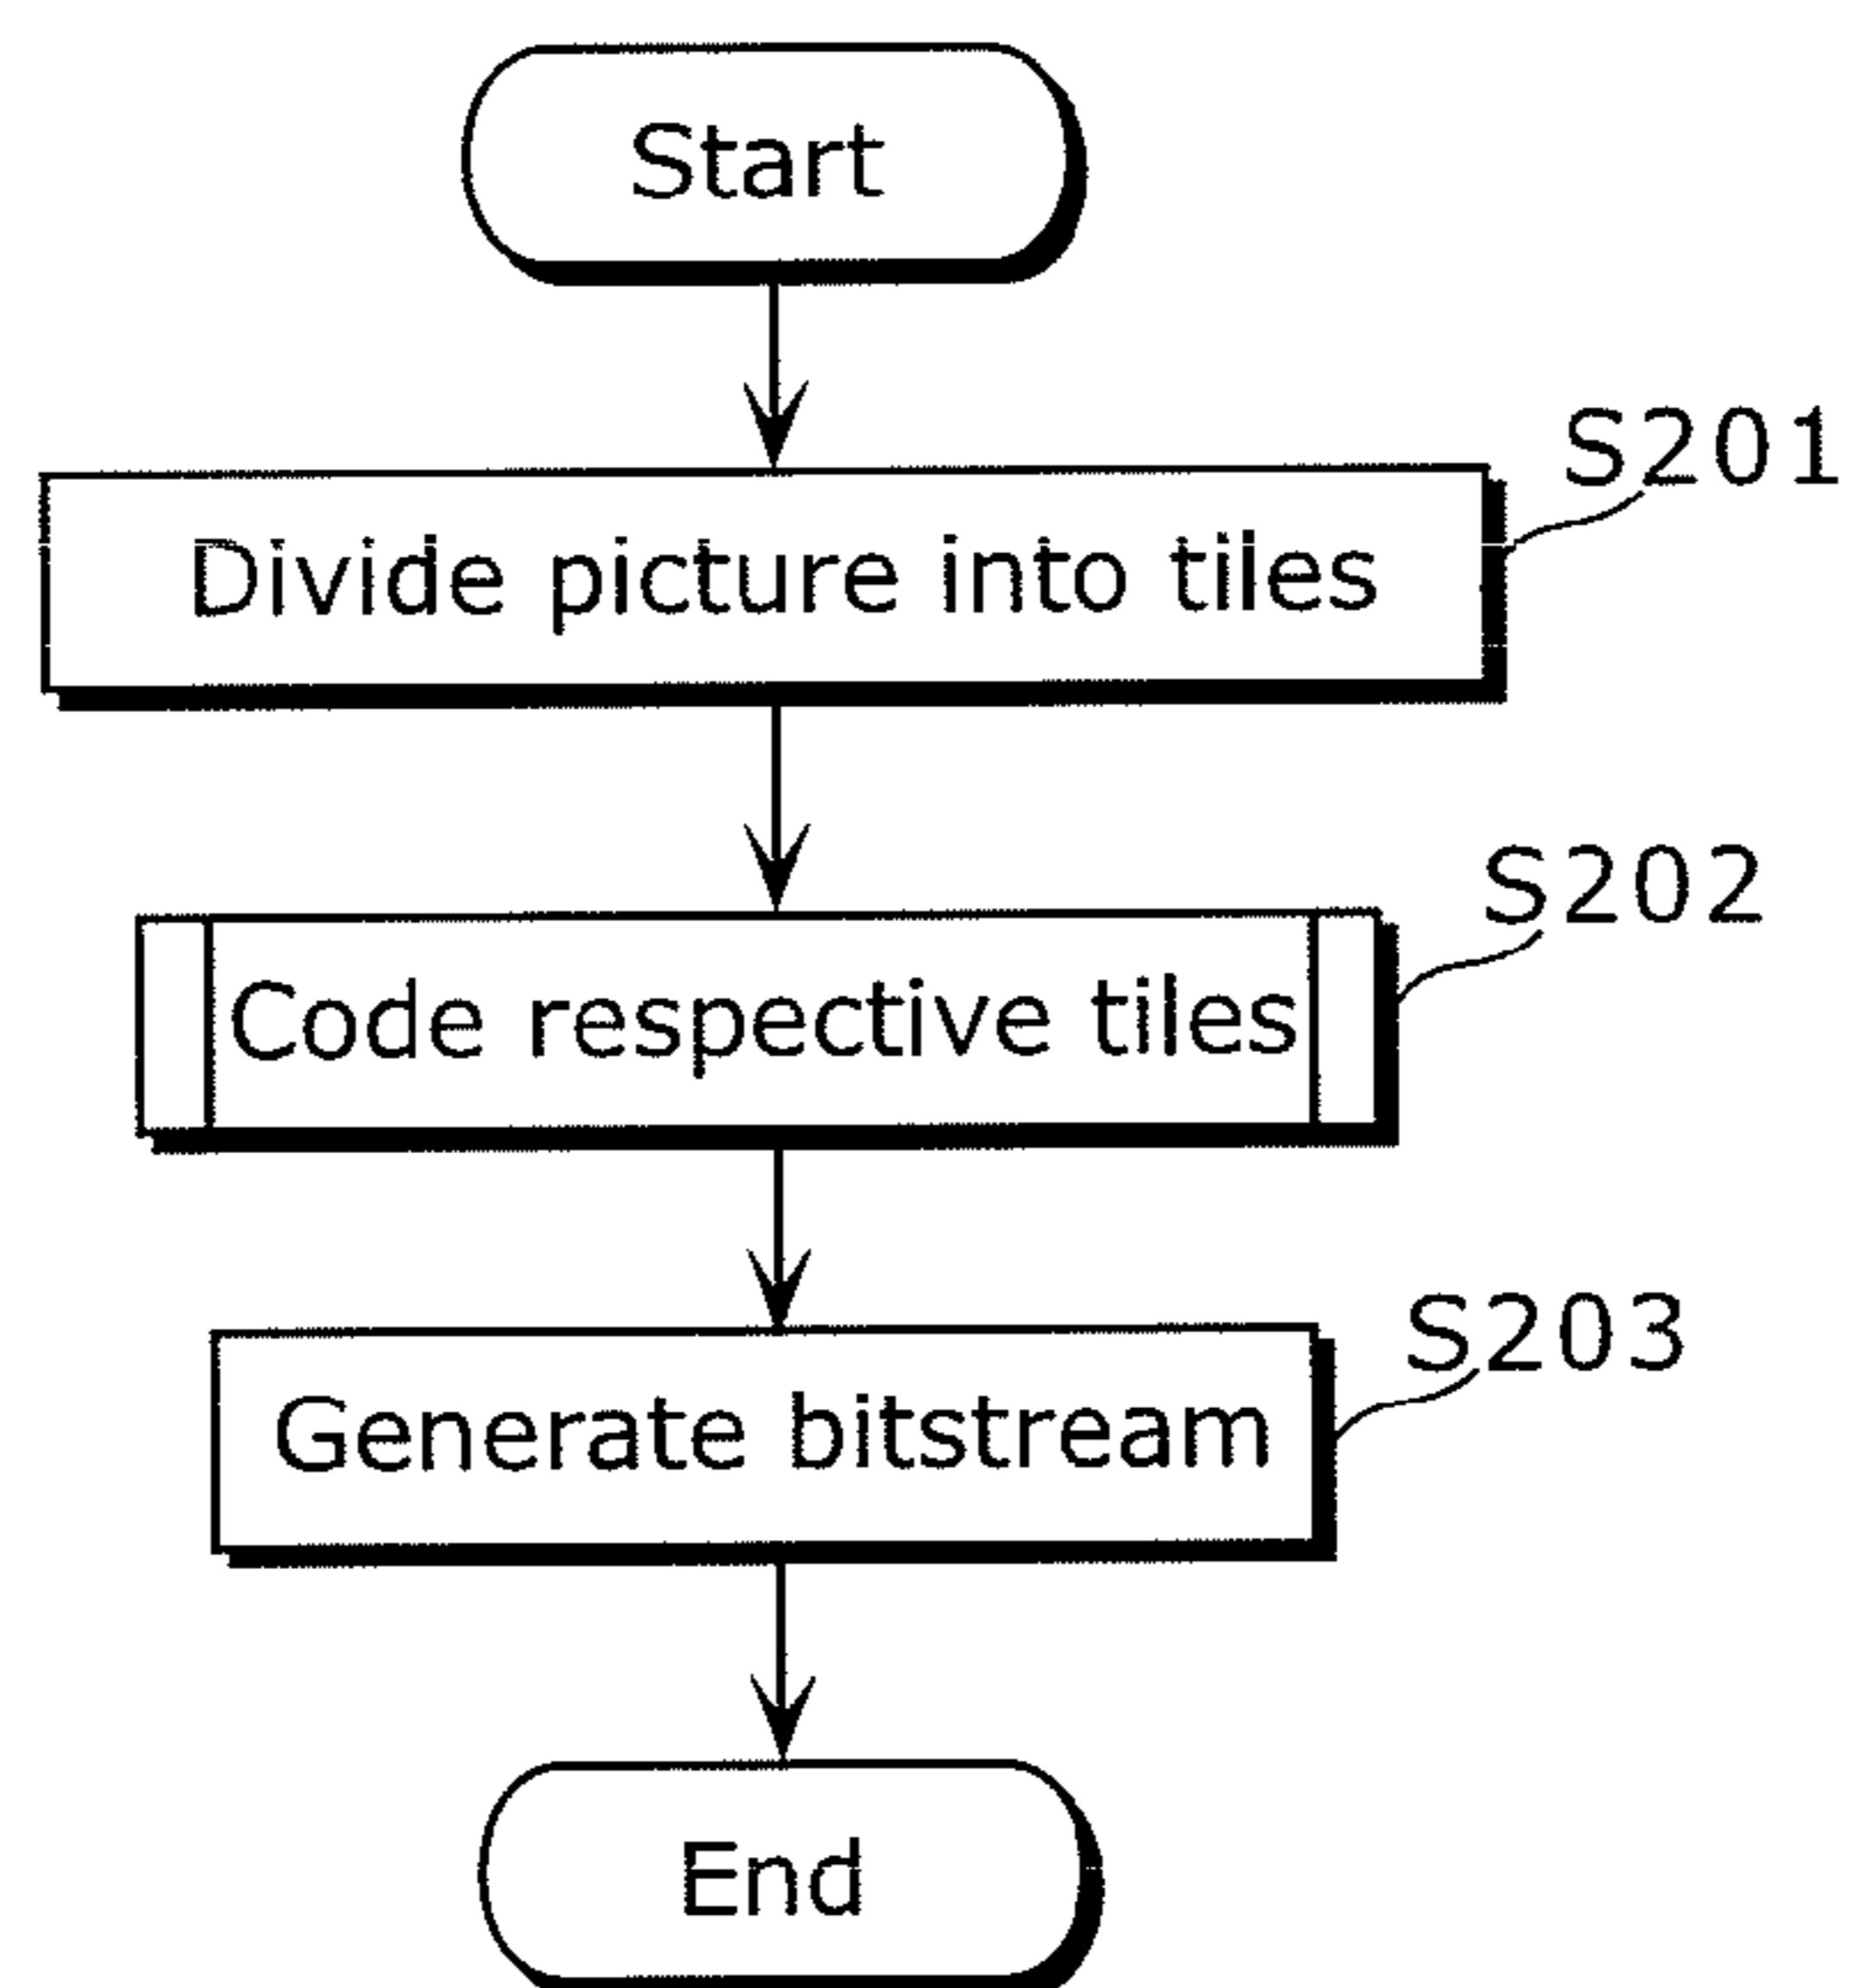 Start
S201
Divide picture into tiles
S202
Code respective tiles
S203
Generate bitstream
End